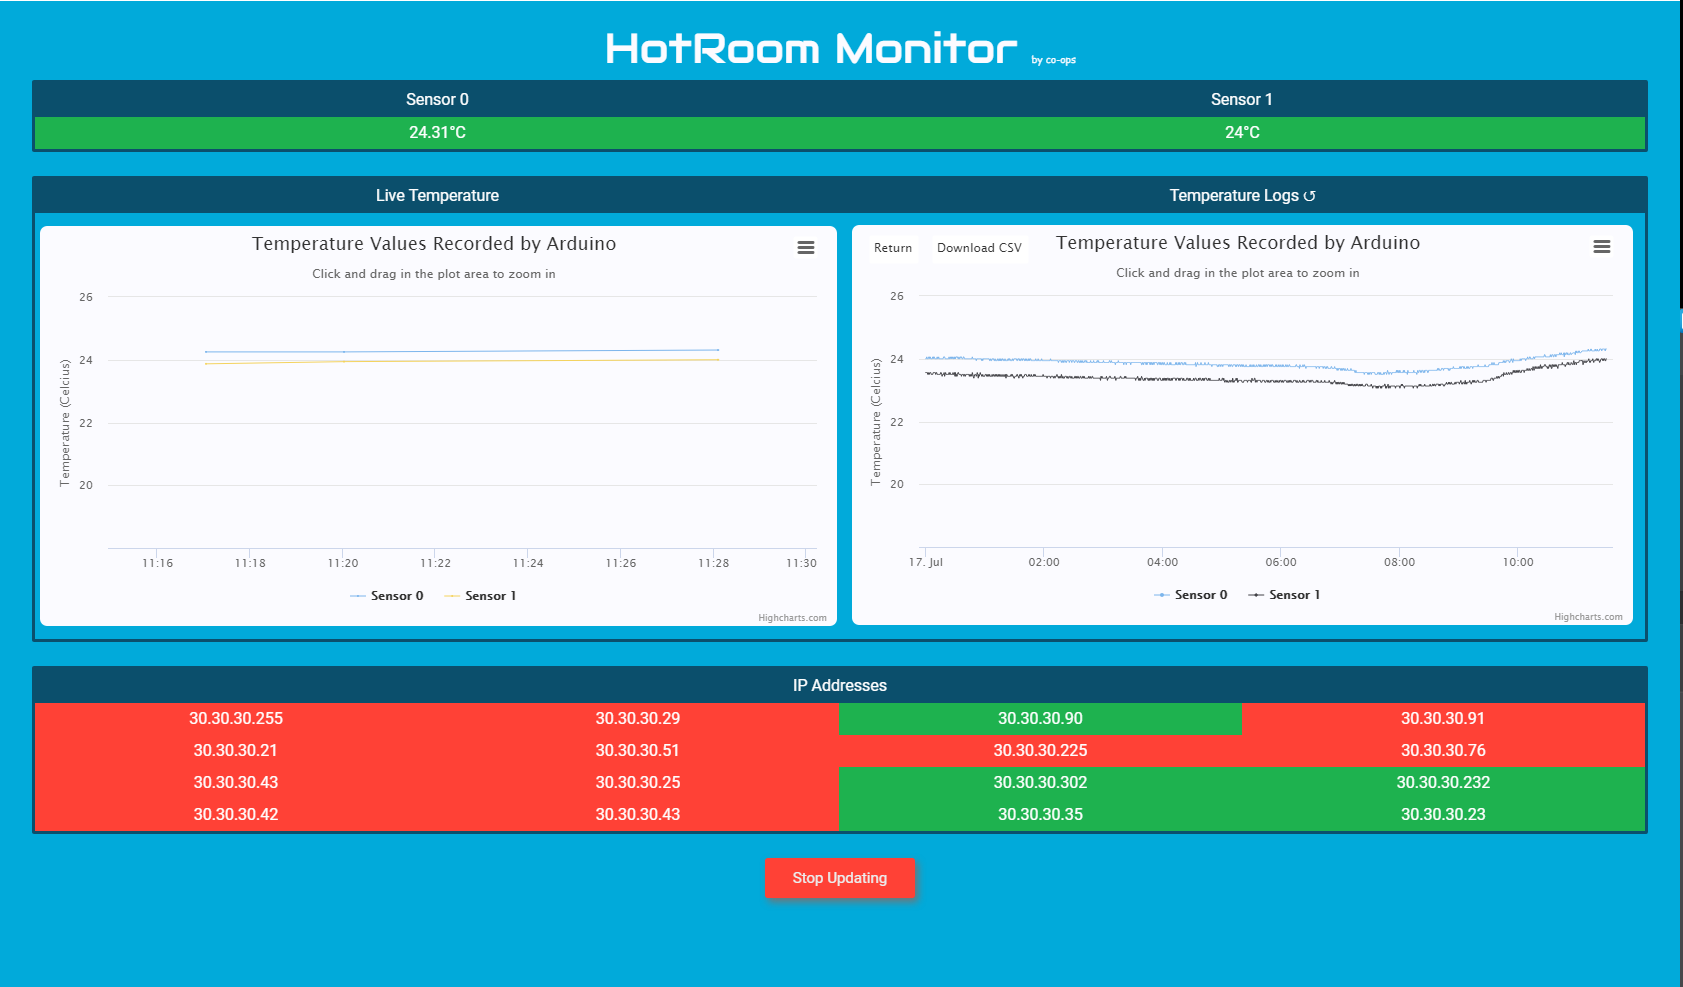 HotRoom Monitor by co-ops
Sensor 0 Sensor 1
24.31°C 24°C
Live Temperature Temperature Logs ↺
Temperature Values Recorded by Arduino
Click and drag in the plot area to zoom in
Temperature (Celcius)
26
24
22
20
11:16 11:18 11:20 11:22 11:24 11:26 11:28 11:30
Sensor 0 Sensor 1
Highcharts.com
Return Download CSV Temperature Values Recorded by Arduino
Click and drag in the plot area to zoom in
Temperature (Celcius)
26
24
22
20
17. Jul 02:00 04:00 06:00 08:00 10:00
Sensor 0 Sensor 1
Highcharts.com
IP Addresses
30.30.30.255 30.30.30.29 30.30.30.90 30.30.30.91
30.30.30.21 30.30.30.51 30.30.30.225 30.30.30.76
30.30.30.43 30.30.30.25 30.30.30.302 30.30.30.232
30.30.30.42 30.30.30.43 30.30.30.35 30.30.30.23
Stop Updating